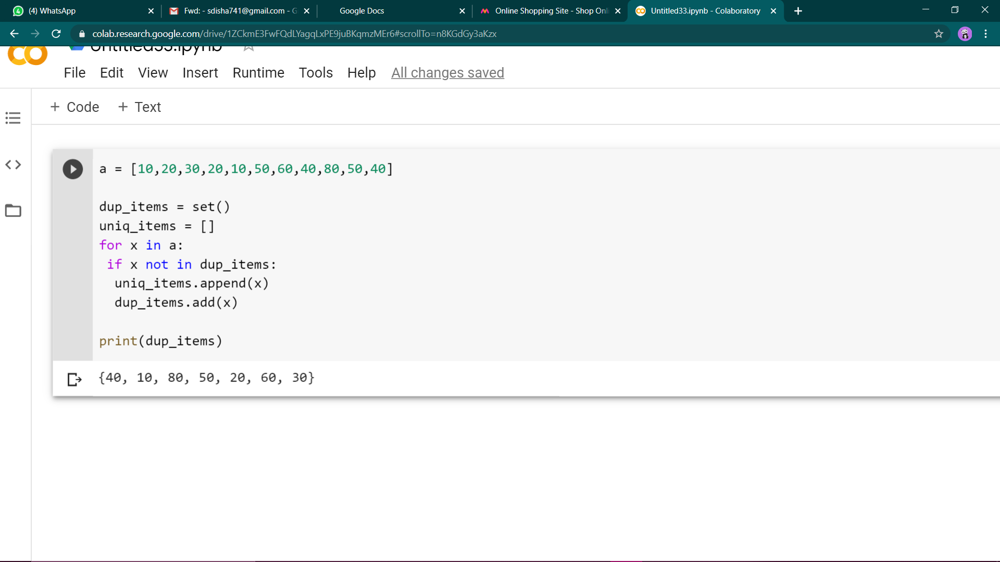 (4) WhatsApp
Fwd: - sdisha741@gmail.com - G
Google Docs
Online Shopping Site - Shop Onli
Untitled33.ipynb - Colaboratory
colab.research.google.com/drive/1ZCkmE3FwFQdLYagqLxPE9juBKqmzMEr6#scrollTo=n8KGdGy3aKzx
Untitled33.ipynb
File Edit View Insert Runtime Tools Help All changes saved
+ Code + Text
a = [10,20,30,20,10,50,60,40,80,50,40]
dup_items = set()
uniq_items = []
for x in a:
 if x not in dup_items:
  uniq_items.append(x)
  dup_items.add(x)
print(dup_items)
{40, 10, 80, 50, 20, 60, 30}